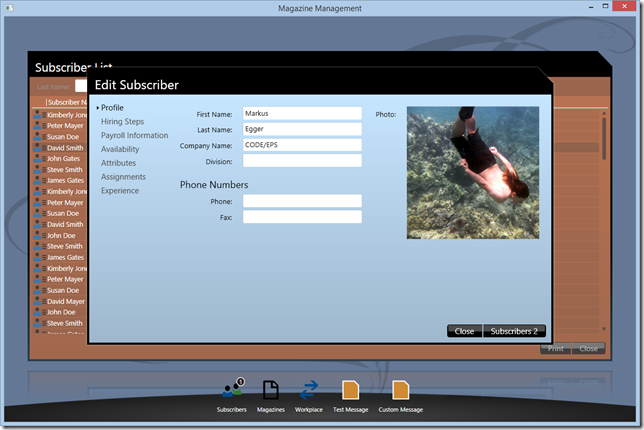 Magazine Management
Subscriber List
Last Name:
Edit Subscriber
Subscriber N
Kimberly Jone
Peter Mayer
Susan Doe
David Smith
John Gates
Steve Smith
James Gates
Kimberly Jone
Peter Mayer
Susan Doe
David Smith
John Doe
Steve Smith
James Gates
Kimberly Jone
Peter Mayer
Susan Doe
David Mayer
John Doe
Steve Smith
James Gates
Profile
Hiring Steps
Payroll Information
Availability
Attributes
Assignments
Experience
First Name: Markus
Last Name: Egger
Company Name: CODE/EPS
Division:
Phone Numbers
Phone:
Fax:
Photo:
Close
Subscribers 2
Print
Close
1
Subscribers
Magazines
Workplace
Test Message
Custom Message